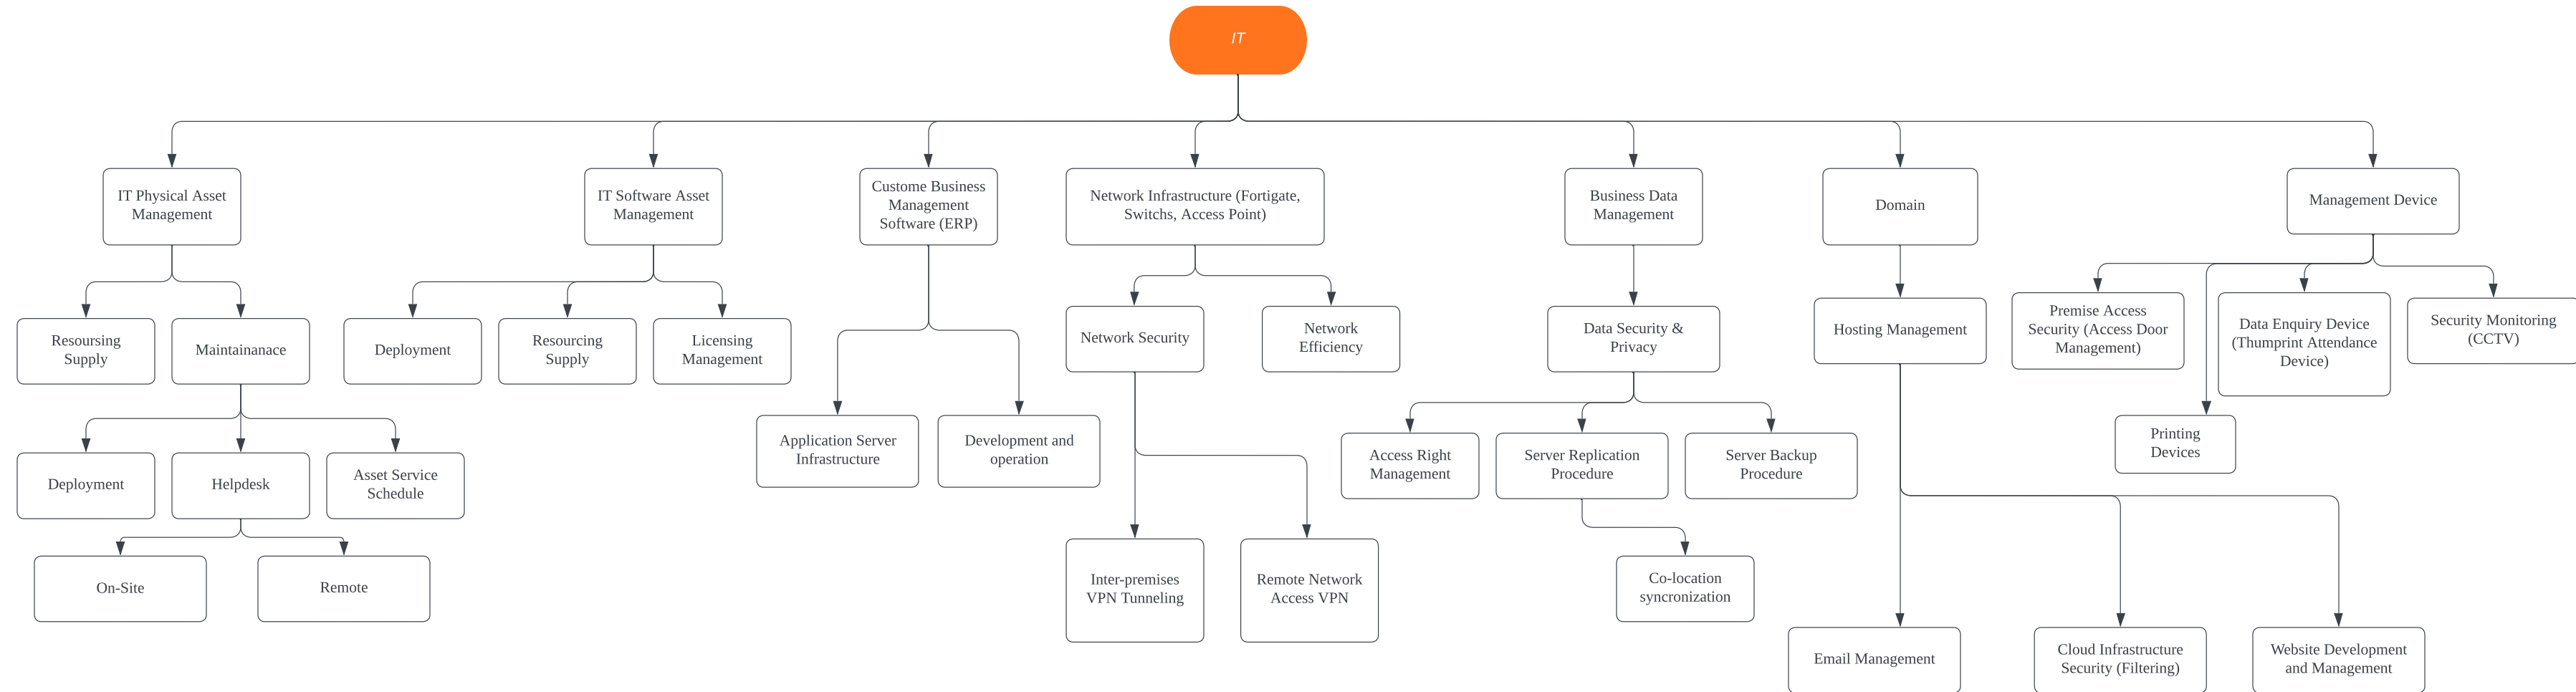 IT
IT Physical Asset
Management
IT Software Asset
Management
Custome Business
Management
Software (ERP)
Network Infrastructure (Fortigate,
Switchs, Access Point)
Business Data
Management
Domain
Management Device
Resoursing
Supply
Maintainanace
Deployment
Resourcing
Supply
Licensing
Management
Network Security
Network
Efficiency
Data Security &
Privacy
Hosting Management
Premise Access
Security (Access Door
Management)
Data Enquiry Device
(Thumprint Attendance
Device)
Security Monitoring
(CCTV)
Deployment
Helpdesk
Asset Service
Schedule
Application Server
Infrastructure
Development and
operation
Access Right
Management
Server Replication
Procedure
Server Backup
Procedure
Printing
Devices
On-Site
Remote
Inter-premises
VPN Tunneling
Remote Network
Access VPN
Co-location
syncronization
Email Management
Cloud Infrastructure
Security (Filtering)
Website Development
and Management